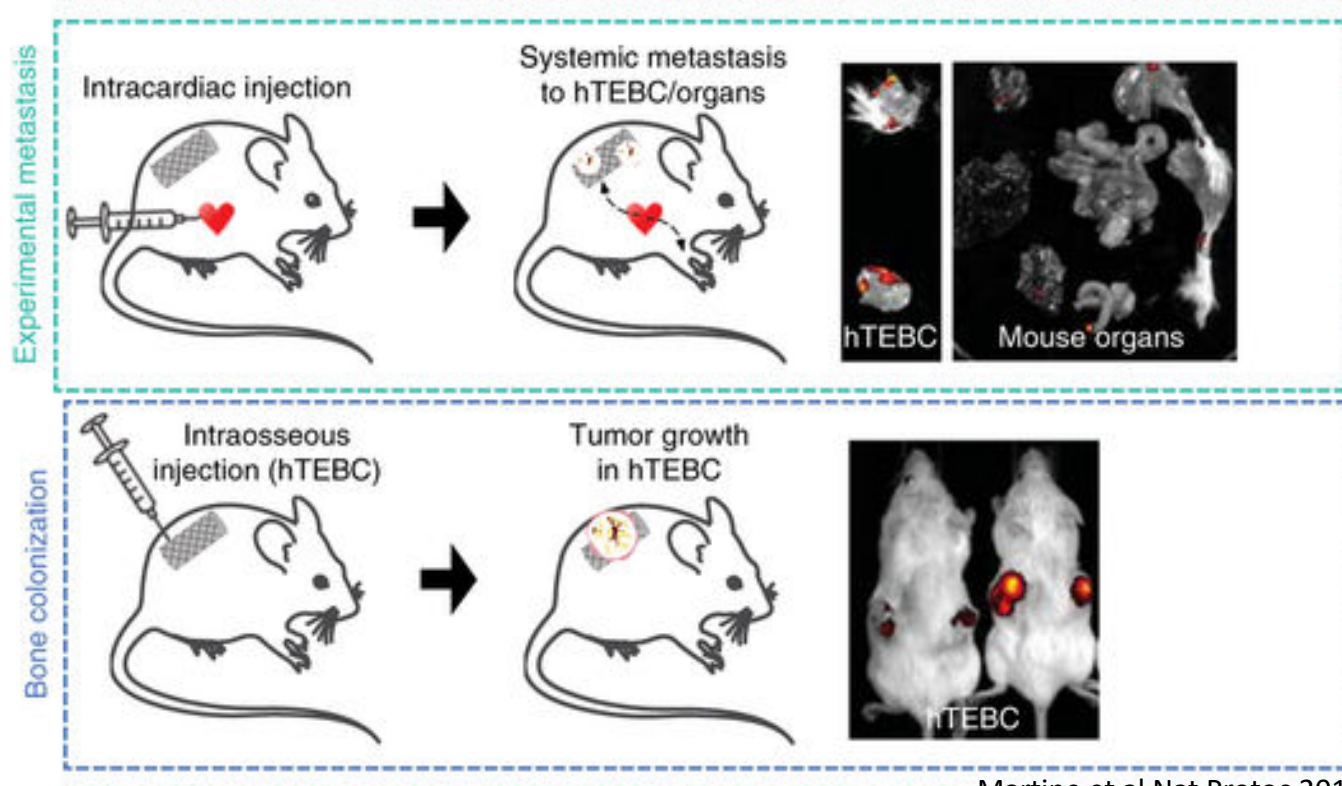 Experimental metastasis
Intracardiac injection
Systemic metastasis
to hTEBC/organs
hTEBC
Mouse organs
Bone colonization
Intraosseous
injection (hTEBC)
Tumor growth
in hTEBC
hTEBC